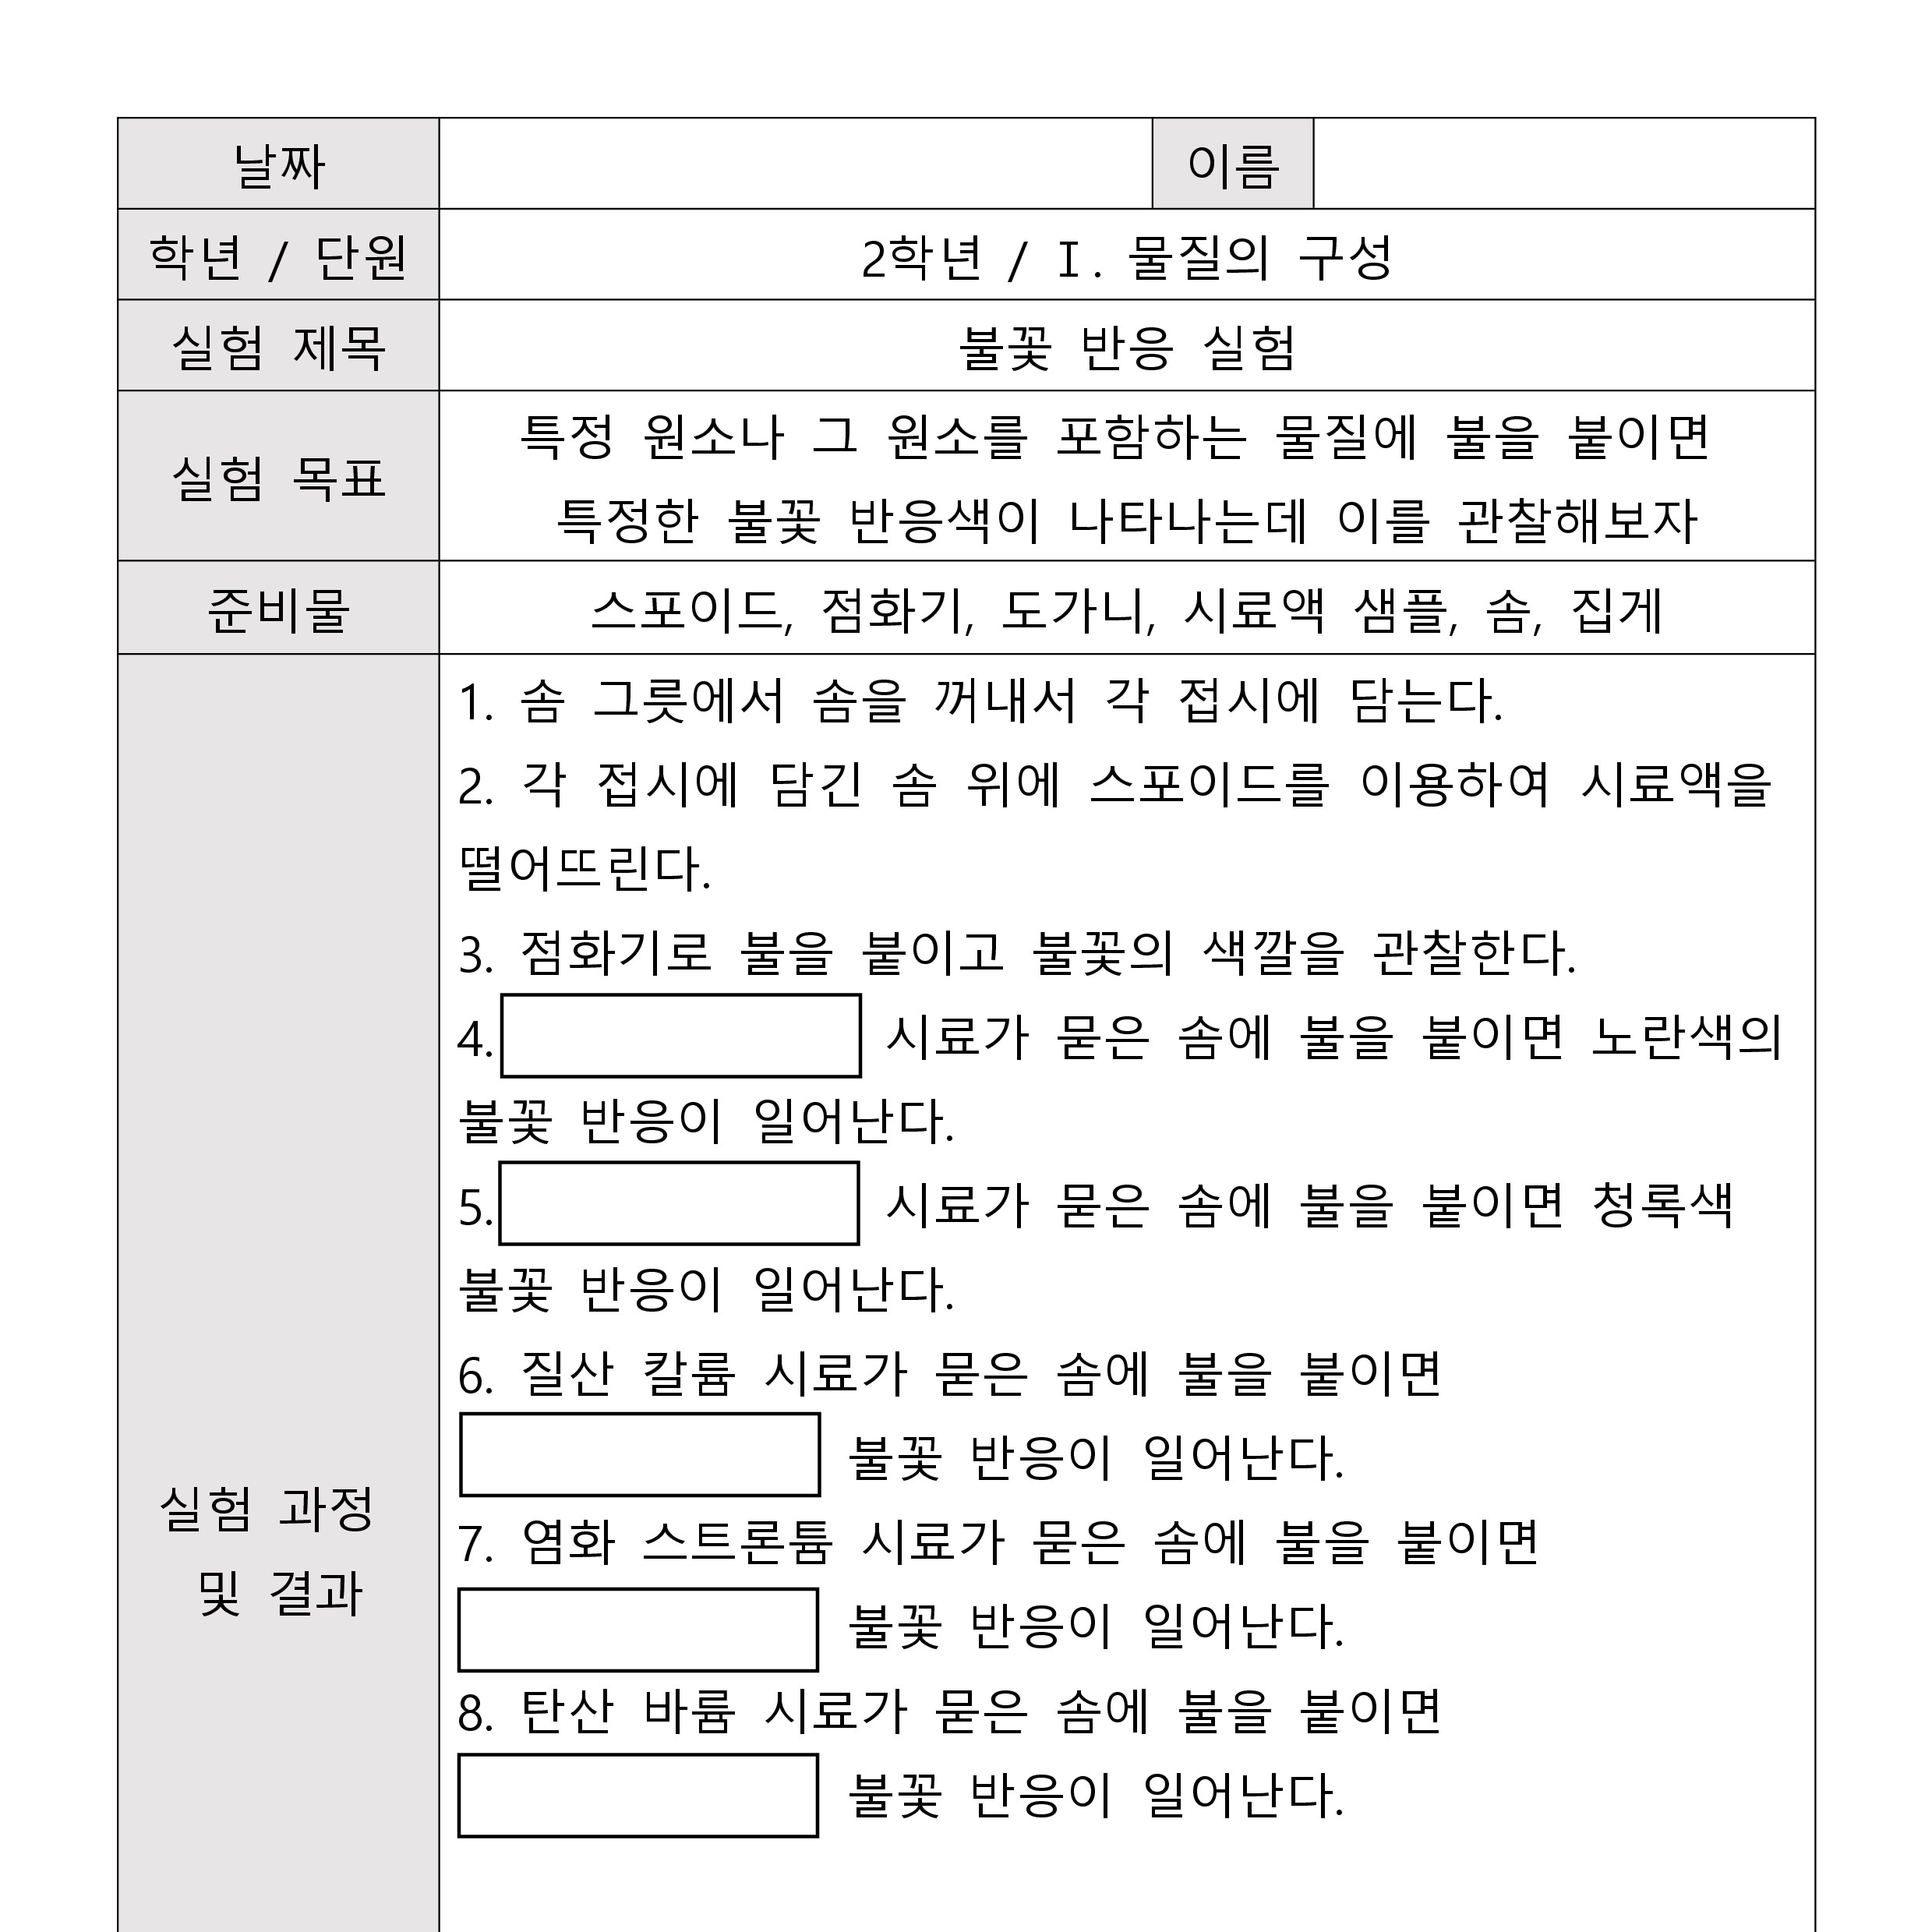 날짜 이름
학년 / 단원 2학년 / Ⅰ. 물질의 구성
실험 제목 불꽃 반응 실험
실험 목표 특정 원소나 그 원소를 포함하는 물질에 불을 붙이면
특정한 불꽃 반응색이 나타나는데 이를 관찰해보자
준비물 스포이드, 점화기, 도가니, 시료액 샘플, 솜, 집게
실험 과정
및 결과
1. 솜 그릇에서 솜을 꺼내서 각 접시에 담는다.
2. 각 접시에 담긴 솜 위에 스포이드를 이용하여 시료액을
떨어뜨린다.
3. 점화기로 불을 붙이고 불꽃의 색깔을 관찰한다.
4. 시료가 묻은 솜에 불을 붙이면 노란색의
불꽃 반응이 일어난다.
5. 시료가 묻은 솜에 불을 붙이면 청록색
불꽃 반응이 일어난다.
6. 질산 칼륨 시료가 묻은 솜에 불을 붙이면
불꽃 반응이 일어난다.
7. 염화 스트론튬 시료가 묻은 솜에 불을 붙이면
불꽃 반응이 일어난다.
8. 탄산 바륨 시료가 묻은 솜에 불을 붙이면
불꽃 반응이 일어난다.